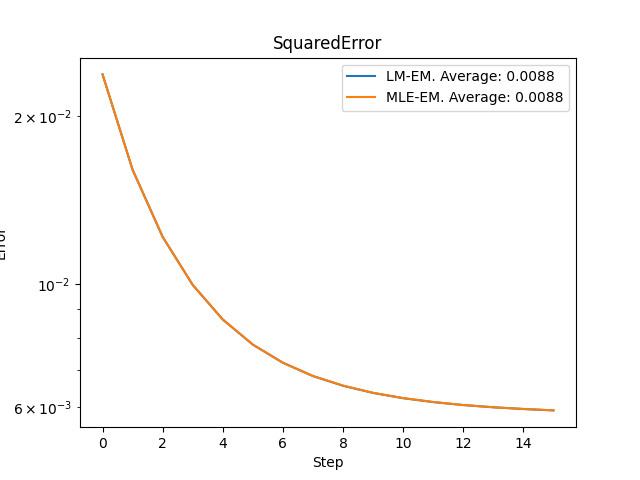 SquaredError
LM-EM. Average: 0.0088
MLE-EM. Average: 0.0088
2 × 10⁻²
10⁻²
6 × 10⁻³
Error
0 2 4 6 8 10 12 14
Step